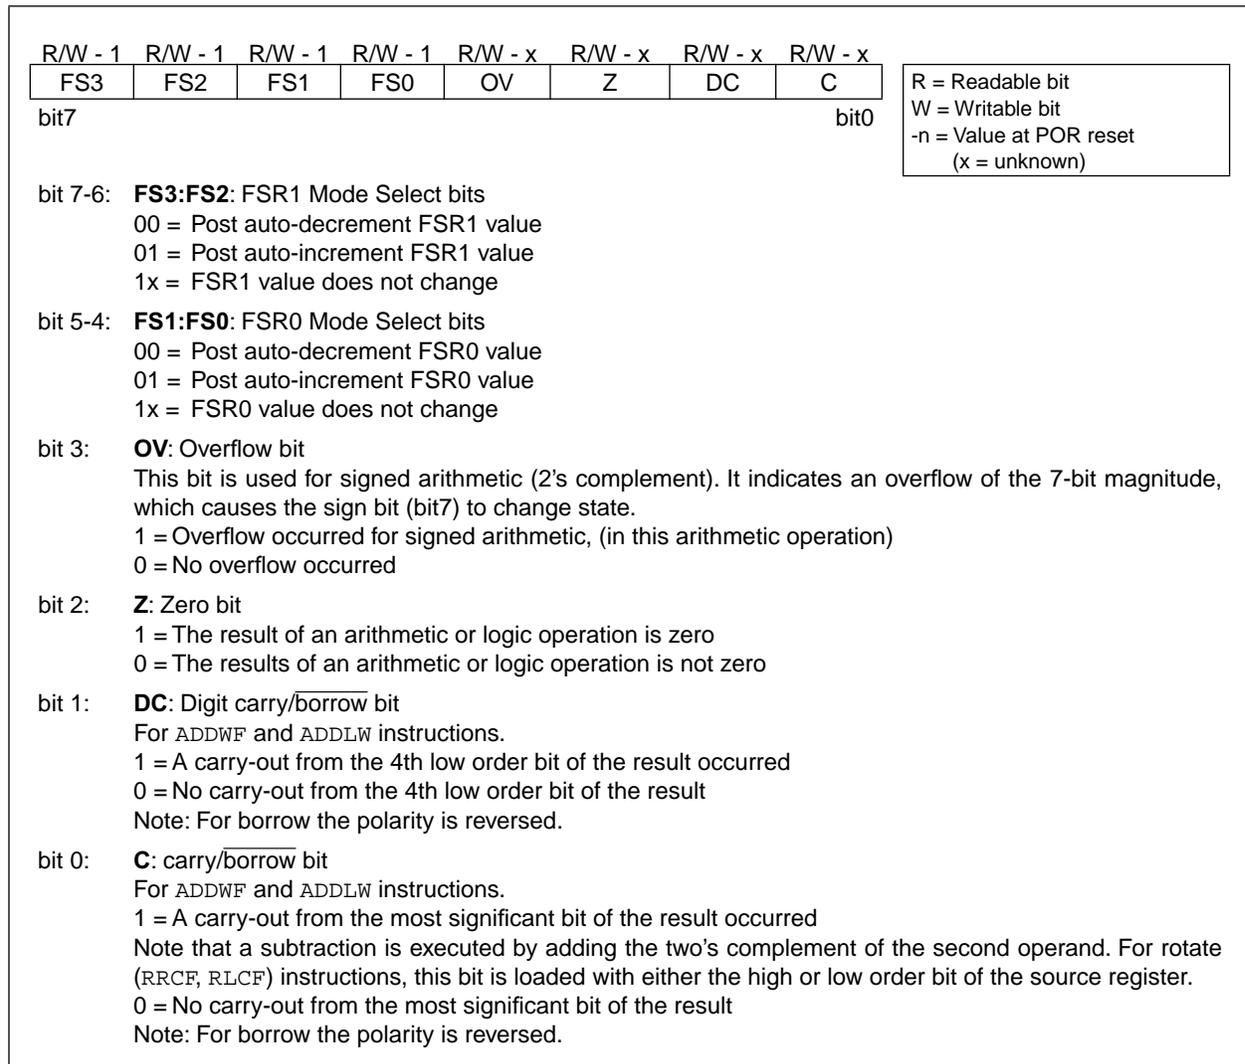 R/W - 1 R/W - 1 R/W - 1 R/W - 1 R/W - x R/W - x R/W - x R/W - x
FS3 FS2 FS1 FS0 OV Z DC C
bit7 bit0
R = Readable bit
W = Writable bit
-n = Value at POR reset
(x = unknown)
bit 7-6: FS3:FS2: FSR1 Mode Select bits
00 = Post auto-decrement FSR1 value
01 = Post auto-increment FSR1 value
1x = FSR1 value does not change
bit 5-4: FS1:FS0: FSR0 Mode Select bits
00 = Post auto-decrement FSR0 value
01 = Post auto-increment FSR0 value
1x = FSR0 value does not change
bit 3: OV: Overflow bit
This bit is used for signed arithmetic (2's complement). It indicates an overflow of the 7-bit magnitude,
which causes the sign bit (bit7) to change state.
1 = Overflow occurred for signed arithmetic, (in this arithmetic operation)
0 = No overflow occurred
bit 2: Z: Zero bit
1 = The result of an arithmetic or logic operation is zero
0 = The results of an arithmetic or logic operation is not zero
bit 1: DC: Digit carry/borrow bit
For ADDWF and ADDLW instructions.
1 = A carry-out from the 4th low order bit of the result occurred
0 = No carry-out from the 4th low order bit of the result
Note: For borrow the polarity is reversed.
bit 0: C: carry/borrow bit
For ADDWF and ADDLW instructions.
1 = A carry-out from the most significant bit of the result occurred
Note that a subtraction is executed by adding the two's complement of the second operand. For rotate
(RRCF, RLCF) instructions, this bit is loaded with either the high or low order bit of the source register.
0 = No carry-out from the most significant bit of the result
Note: For borrow the polarity is reversed.